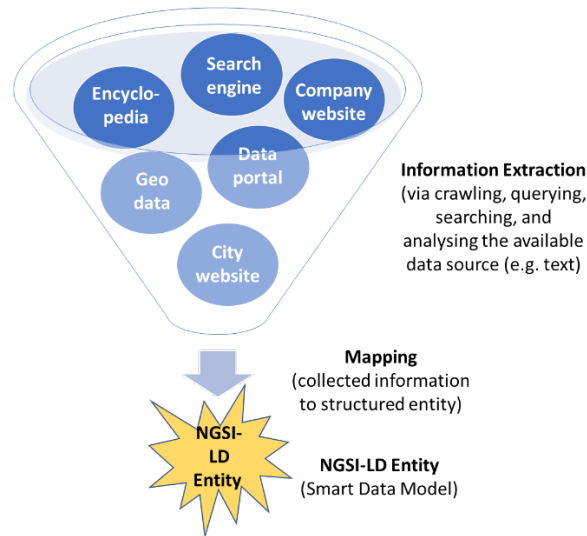 Search
engine
Encyclo-
pedia
Company
website
Data
portal
Geo
data
City
website
Information Extraction
(via crawling, querying,
searching, and
analysing the available
data source (e.g. text)
Mapping
(collected information
to structured entity)
NGSI-
LD
Entity
NGSI-LD Entity
(Smart Data Model)